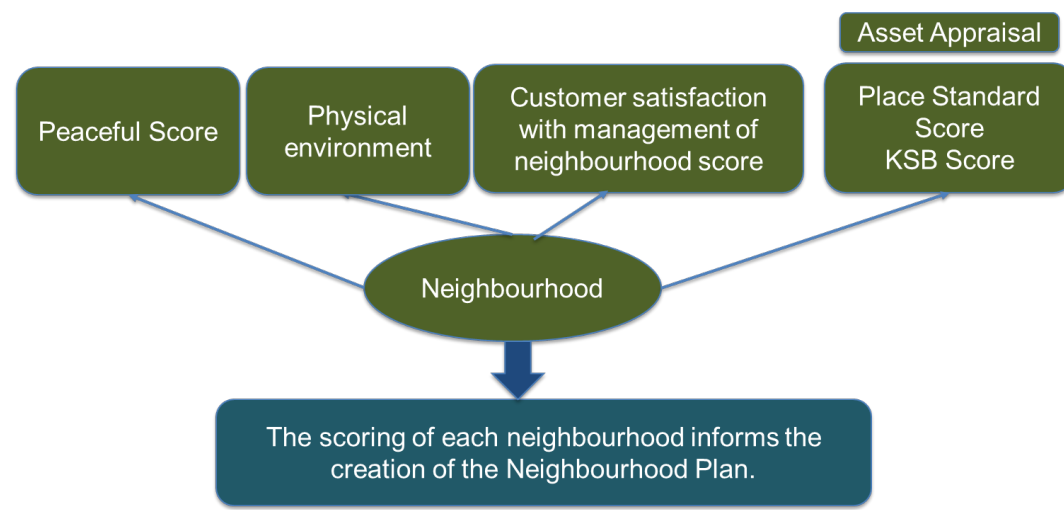 Asset Appraisal
Peaceful Score
Physical
environment
Customer satisfaction
with management of
neighbourhood score
Place Standard
Score
KSB Score
Neighbourhood
The scoring of each neighbourhood informs the
creation of the Neighbourhood Plan.